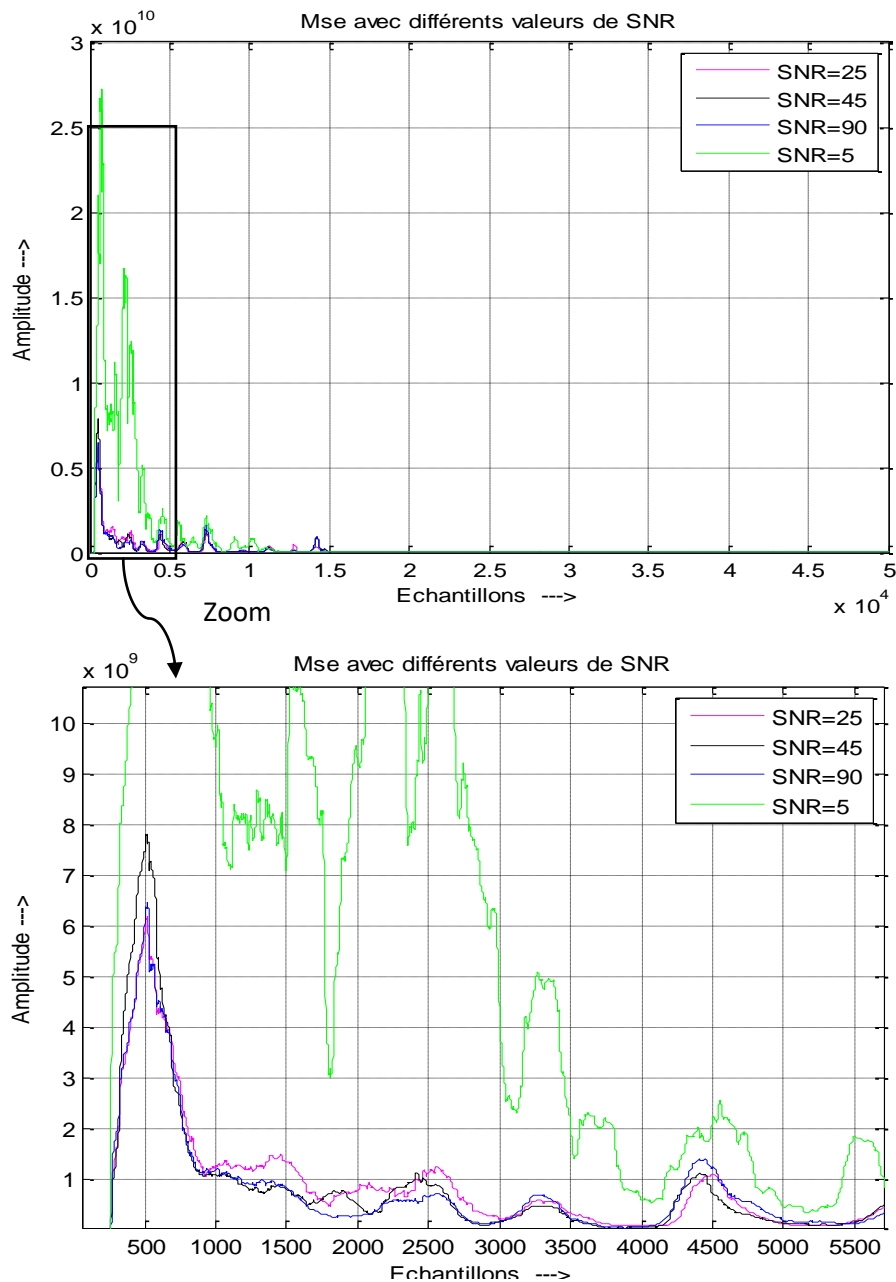 Mse avec différents valeurs de SNR
x 10^10
3
2.5
2
1.5
1
0.5
0
Amplitude --->
SNR=25
SNR=45
SNR=90
SNR=5
0 0.5 1 1.5 2 2.5 3 3.5 4 4.5 5
Echantillons --->
x 10^4
Zoom
Mse avec différents valeurs de SNR
x 10^9
10
9
8
7
6
5
4
3
2
1
Amplitude --->
SNR=25
SNR=45
SNR=90
SNR=5
500 1000 1500 2000 2500 3000 3500 4000 4500 5000 5500
Echantillons --->